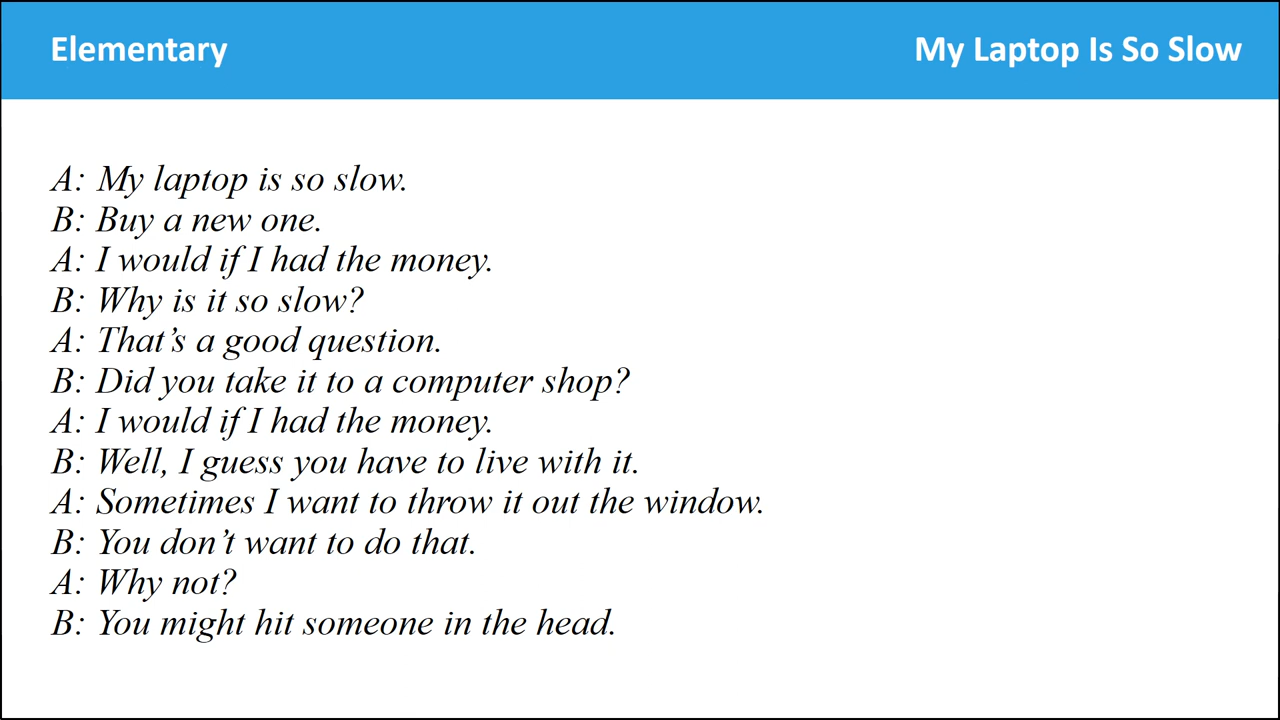 Elementary
My Laptop Is So Slow
A: My laptop is so slow.
B: Buy a new one.
A: I would if I had the money.
B: Why is it so slow?
A: That’s a good question.
B: Did you take it to a computer shop?
A: I would if I had the money.
B: Well, I guess you have to live with it.
A: Sometimes I want to throw it out the window.
B: You don’t want to do that.
A: Why not?
B: You might hit someone in the head.